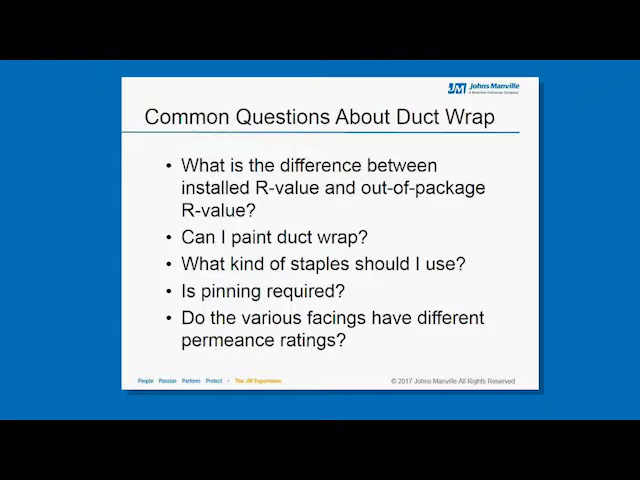 JM Johns Manville
A Berkshire Hathaway Company
Common Questions About Duct Wrap
• What is the difference between
installed R-value and out-of-package
R-value?
• Can I paint duct wrap?
• What kind of staples should I use?
• Is pinning required?
• Do the various facings have different
permeance ratings?
People Passion Perform Protect • The JM Experience
© 2017 Johns Manville All Rights Reserved